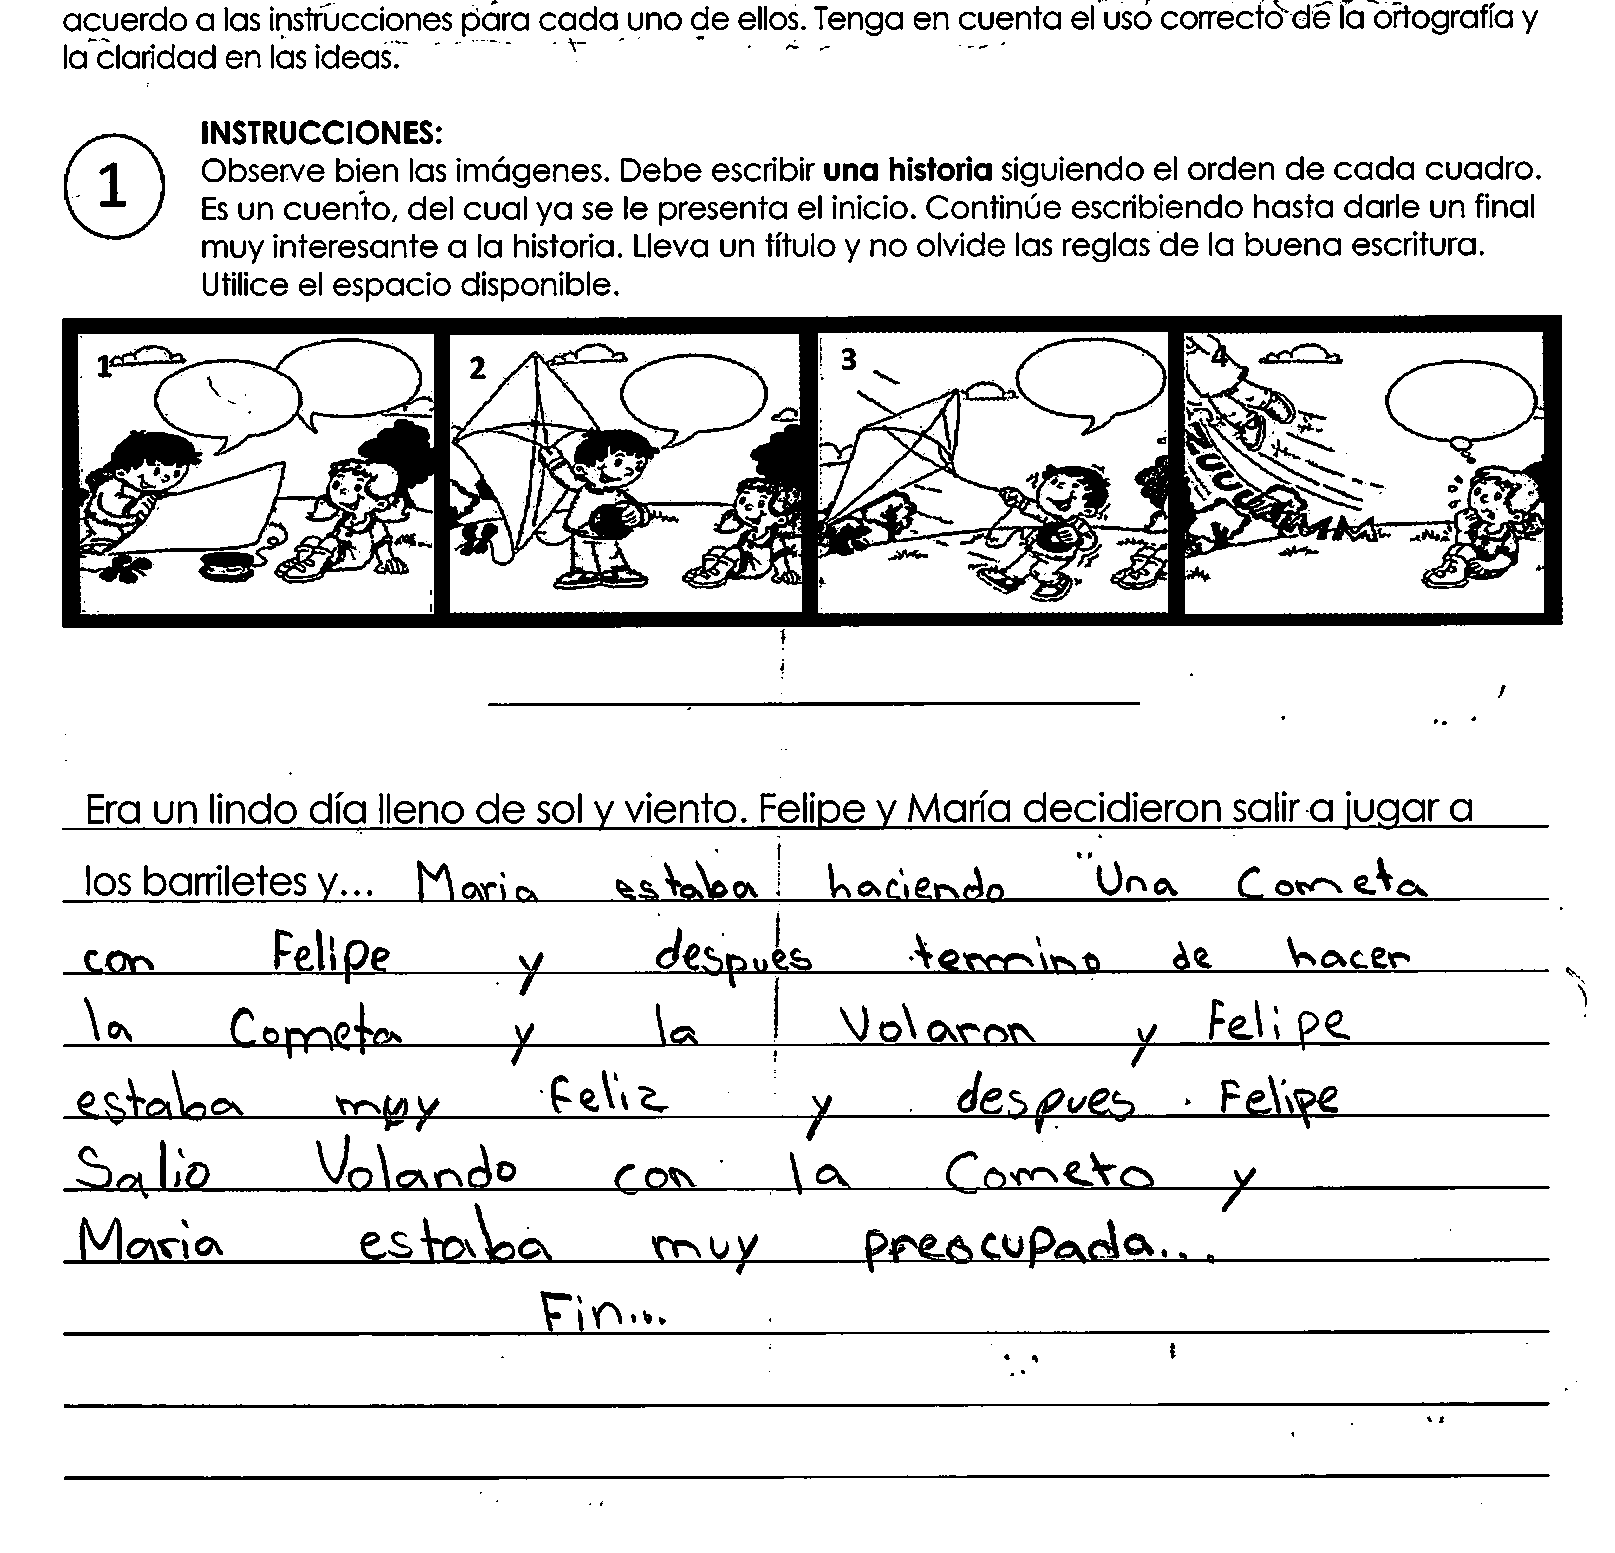 acuerdo a las instrucciones para cada uno de ellos. Tenga en cuenta el uso correcto de la ortografía y
la claridad en las ideas.
1
INSTRUCCIONES:
Observe bien las imágenes. Debe escribir una historia siguiendo el orden de cada cuadro.
Es un cuento, del cual ya se le presenta el inicio. Continúe escribiendo hasta darle un final
muy interesante a la historia. Lleva un título y no olvide las reglas de la buena escritura.
Utilice el espacio disponible.
1 2 3 4
Era un lindo día lleno de sol y viento. Felipe y María decidieron salir a jugar a
los barriletes y... Maria estaba haciendo Una Cometa
con Felipe y después termino de hacer
la Cometa y la Volaron y Felipe
estaba muy Feliz y despues Felipe
Salio Volando con la Cometa y
Maria estaba muy preocupada...
Fin...